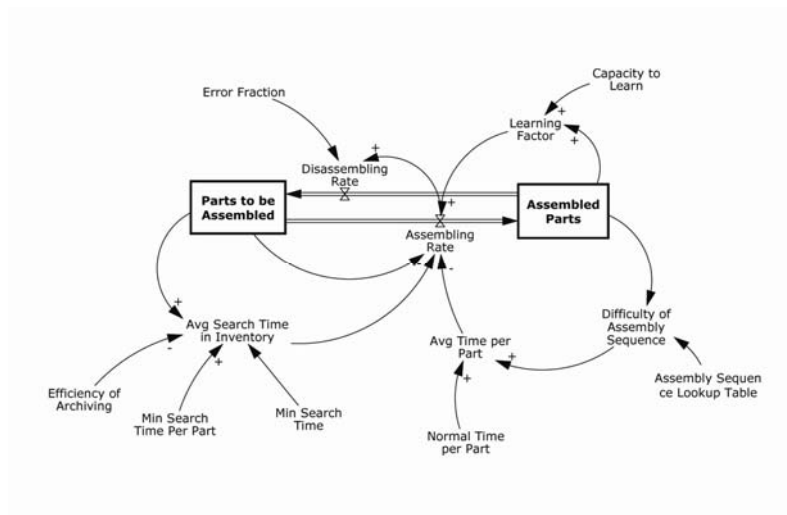 Capacity to
Learn
Error Fraction
+
Learning
Factor
+
+
Disassembling
Rate
Parts to be
Assembled
+
Assembled
Parts
Assembling
Rate
-
-
+
Avg Search Time
in Inventory
-
+
Difficulty of
Assembly
Sequence
Avg Time per
Part
+
+
Efficiency of
Archiving
Min Search
Time Per Part
Min Search
Time
Assembly Sequen
ce Lookup Table
Normal Time
per Part